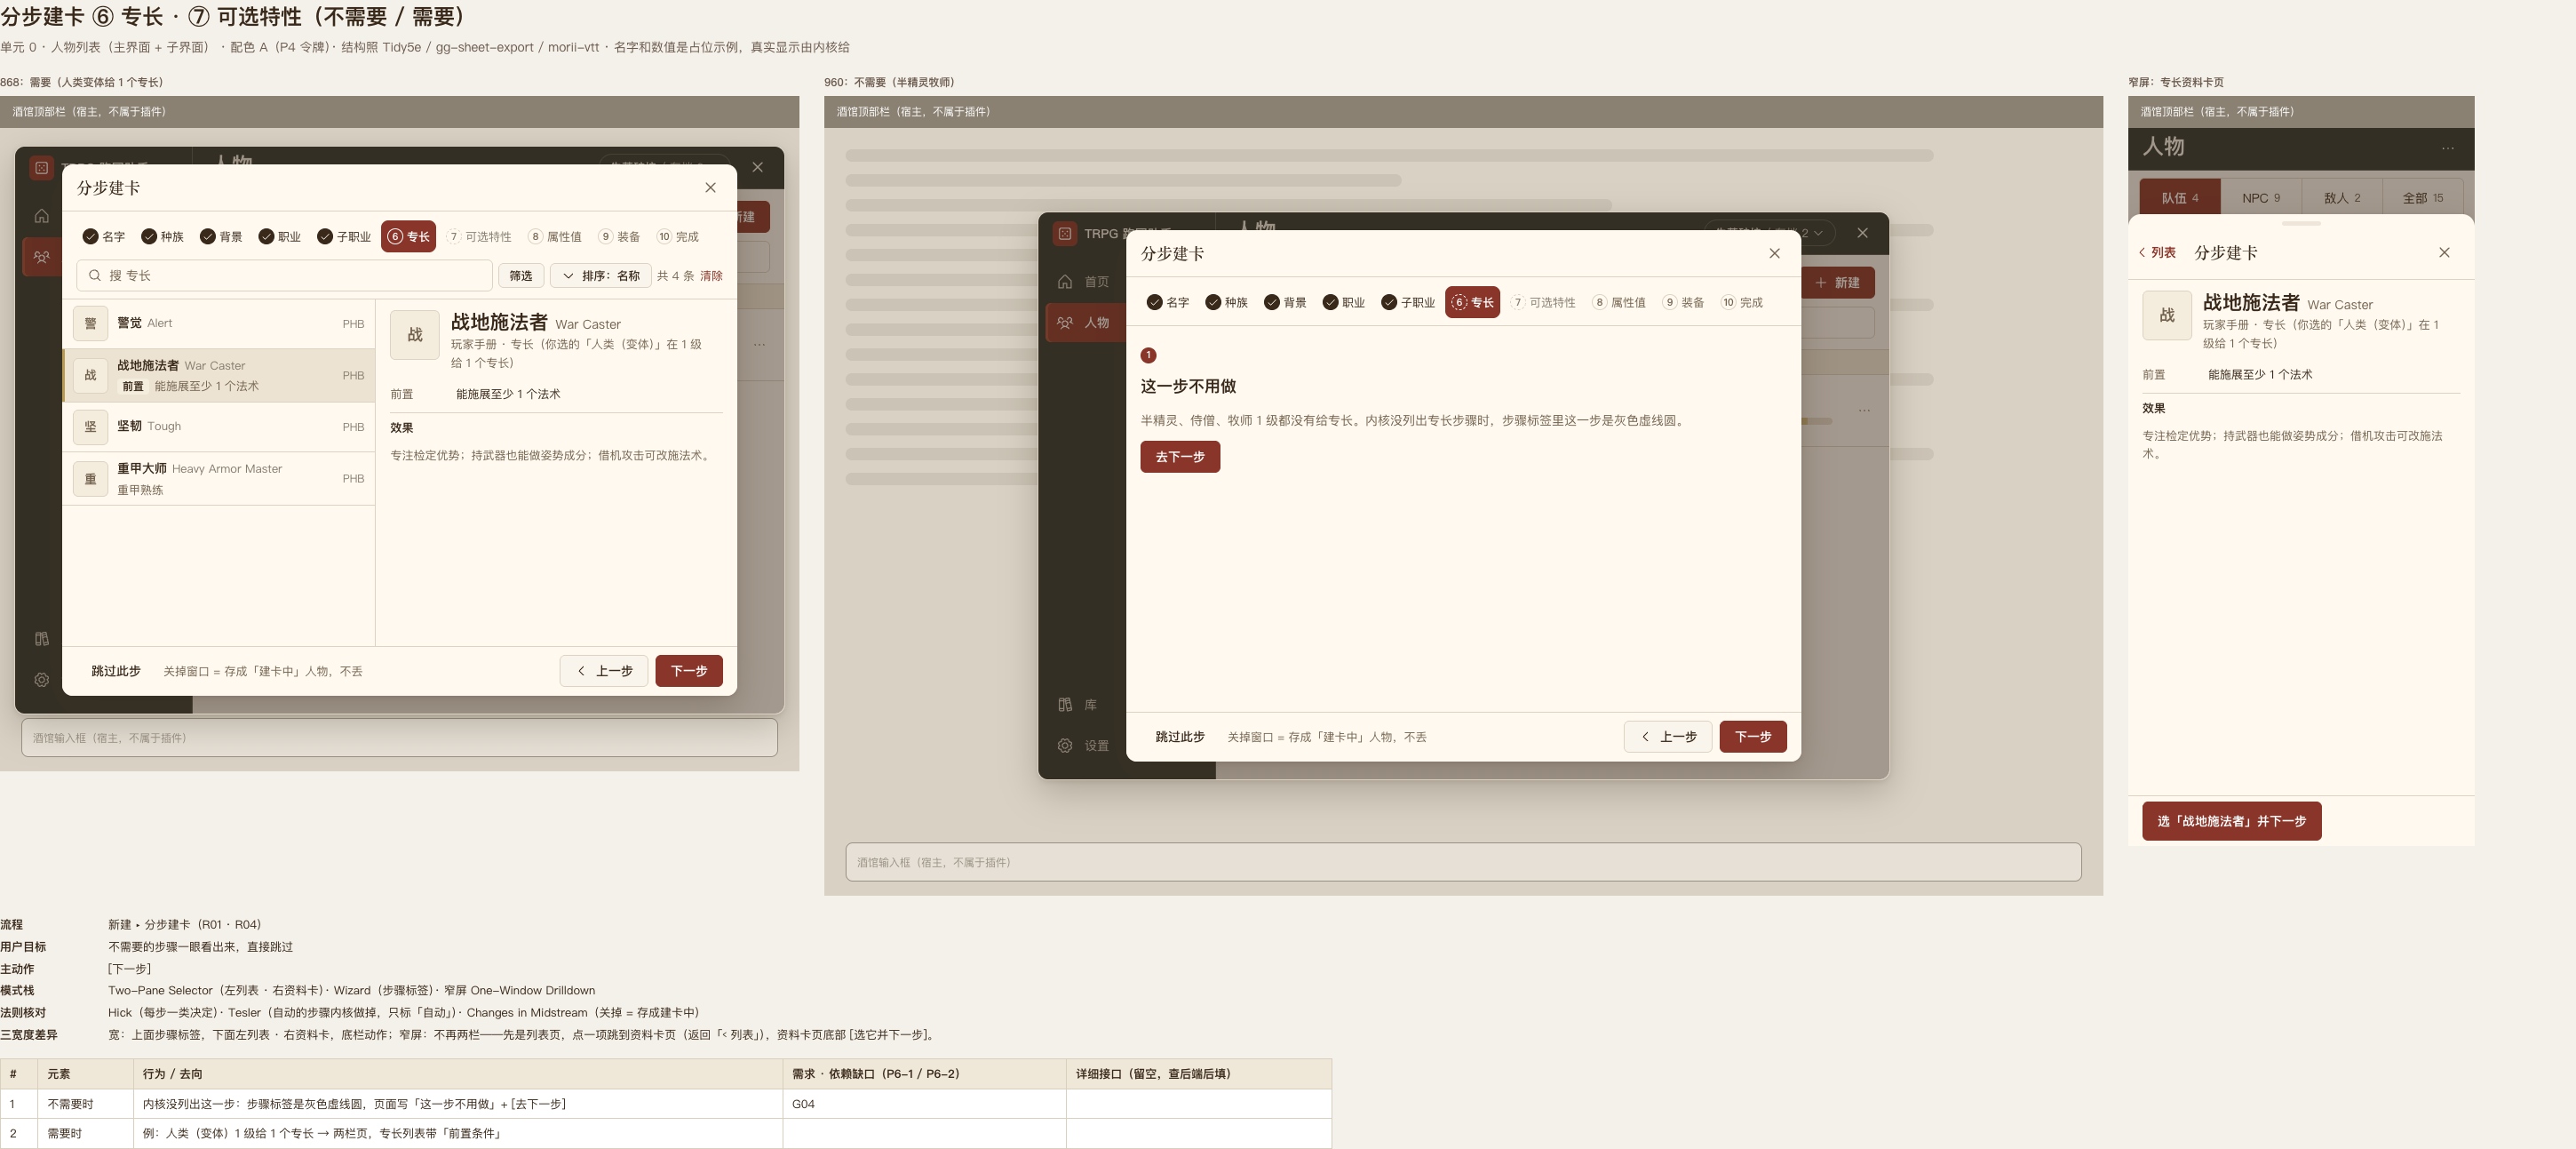 分步建卡 ⑥ 专长 · ⑦ 可选特性（不需要 / 需要）
单元 0 · 人物列表（主界面 + 子界面） · 配色 A（P4 令牌）· 结构照 Tidy5e / gg-sheet-export / morii-vtt · 名字和数值是占位示例，真实显示由内核给
868：需要（人类变体给 1 个专长）
酒馆顶部栏（宿主，不属于插件）
人物
新建
分步建卡
名字 种族 背景 职业 子职业 6 专长 7 可选特性 8 属性值 9 装备 10 完成
搜 专长
筛选
排序：名称
共 4 条 清除
警 警觉 Alert PHB
战 战地施法者 War Caster PHB
前置 能施展至少 1 个法术
坚 坚韧 Tough PHB
重 重甲大师 Heavy Armor Master PHB
重甲熟练
战 战地施法者 War Caster
玩家手册 · 专长（你选的「人类（变体）」在 1 级
给 1 个专长）
前置 能施展至少 1 个法术
效果
专注检定优势；持武器也能做姿势成分；借机攻击可改施法术。
跳过此步 关掉窗口 = 存成「建卡中」人物，不丢
上一步
下一步
酒馆输入框（宿主，不属于插件）
960：不需要（半精灵牧师）
酒馆顶部栏（宿主，不属于插件）
TRPG
人物
首页
人物
库
设置
新建
分步建卡
名字 种族 背景 职业 子职业 6 专长 7 可选特性 8 属性值 9 装备 10 完成
1
这一步不用做
半精灵、侍僧、牧师 1 级都没有给专长。内核没列出专长步骤时，步骤标签里这一步是灰色虚线圆。
去下一步
跳过此步 关掉窗口 = 存成「建卡中」人物，不丢
上一步
下一步
酒馆输入框（宿主，不属于插件）
窄屏：专长资料卡页
酒馆顶部栏（宿主，不属于插件）
人物
队伍 4 NPC 9 敌人 2 全部 15
列表 分步建卡
战 战地施法者 War Caster
玩家手册 · 专长（你选的「人类（变体）」在 1
级给 1 个专长）
前置 能施展至少 1 个法术
效果
专注检定优势；持武器也能做姿势成分；借机攻击可改施法
术。
选「战地施法者」并下一步
流程 新建 ▸ 分步建卡（R01 · R04）
用户目标 不需要的步骤一眼看出来，直接跳过
主动作 [下一步]
模式栈 Two-Pane Selector（左列表 · 右资料卡）· Wizard（步骤标签）· 窄屏 One-Window Drilldown
法则核对 Hick（每步一类决定）· Tesler（自动的步骤内核做掉，只标「自动」）· Changes in Midstream（关掉 = 存成建卡中）
三宽度差异 宽：上面步骤标签，下面左列表 · 右资料卡，底栏动作；窄屏：不再两栏——先是列表页，点一项跳到资料卡页（返回「‹ 列表」），资料卡页底部 [选它并下一步]。
# 元素 行为 / 去向 需求 · 依赖缺口（P6-1 / P6-2） 详细接口（留空，查后端后填）
1 不需要时 内核没列出这一步：步骤标签是灰色虚线圆，页面写「这一步不用做」+ [去下一步] G04
2 需要时 例：人类（变体）1 级给 1 个专长 → 两栏页，专长列表带「前置条件」